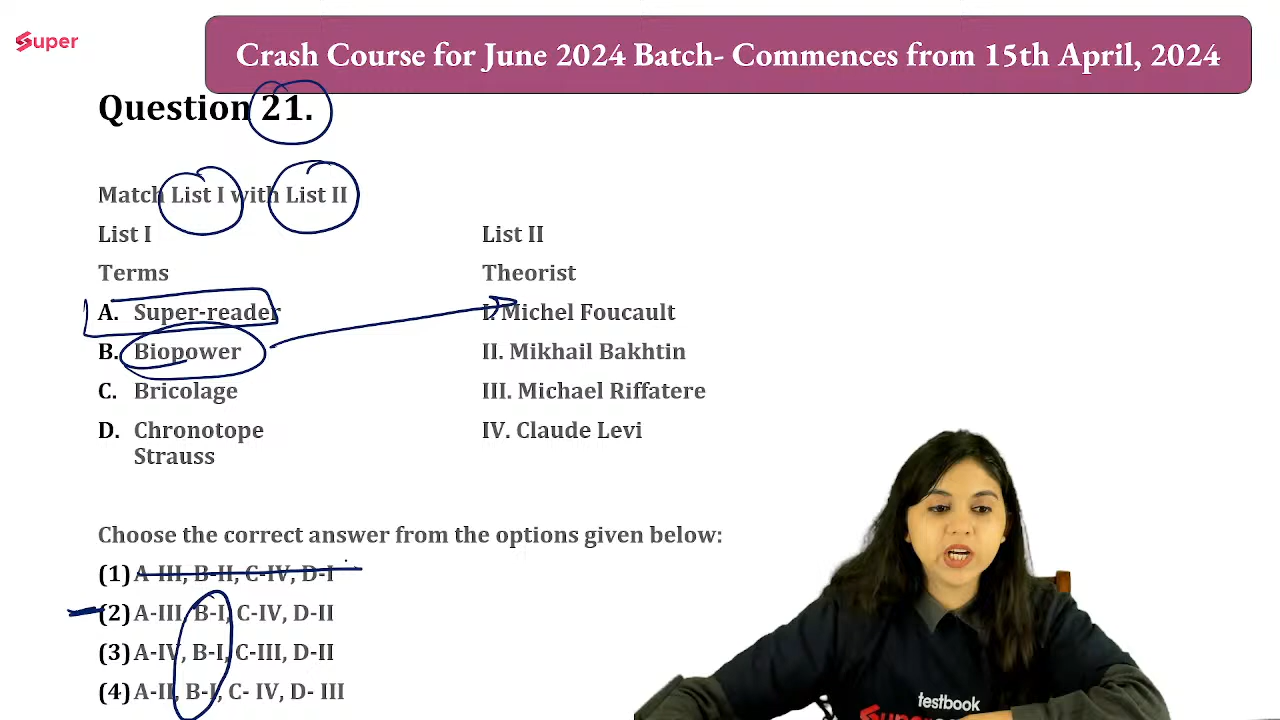 Super
Crash Course for June 2024 Batch- Commences from 15th April, 2024
Question 21.
Match List I with List II
List I List II
Terms Theorist
A. Super-reader I. Michel Foucault
B. Biopower II. Mikhail Bakhtin
C. Bricolage III. Michael Riffatere
D. Chronotope IV. Claude Levi
Strauss
Choose the correct answer from the options given below:
(1) A-III, B-II, C-IV, D-I
(2) A-III, B-I, C-IV, D-II
(3) A-IV, B-I, C-III, D-II
(4) A-II, B-I, C- IV, D- III
testbook